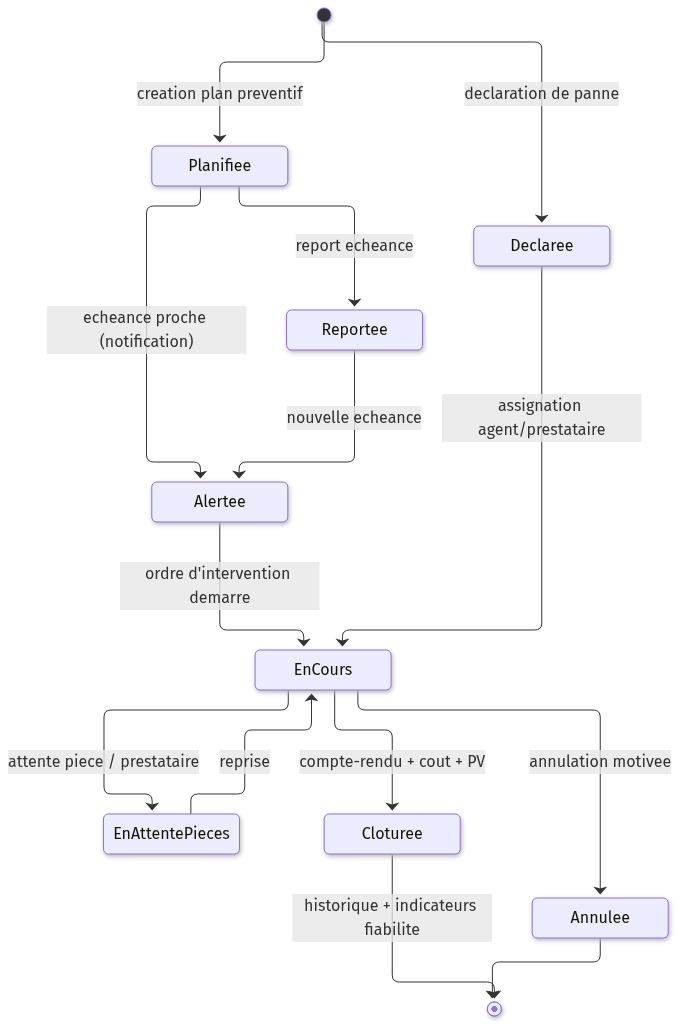 creation plan preventif
declaration de panne
Planifiee
Declaree
report echeance
echeance proche
(notification)
Reportee
nouvelle echeance
assignation
agent/prestataire
Alertee
ordre d'intervention
demarre
EnCours
attente piece / prestataire
reprise
compte-rendu + cout + PV
annulation motivee
EnAttentePieces
Cloturee
historique + indicateurs
fiabilite
Annulee